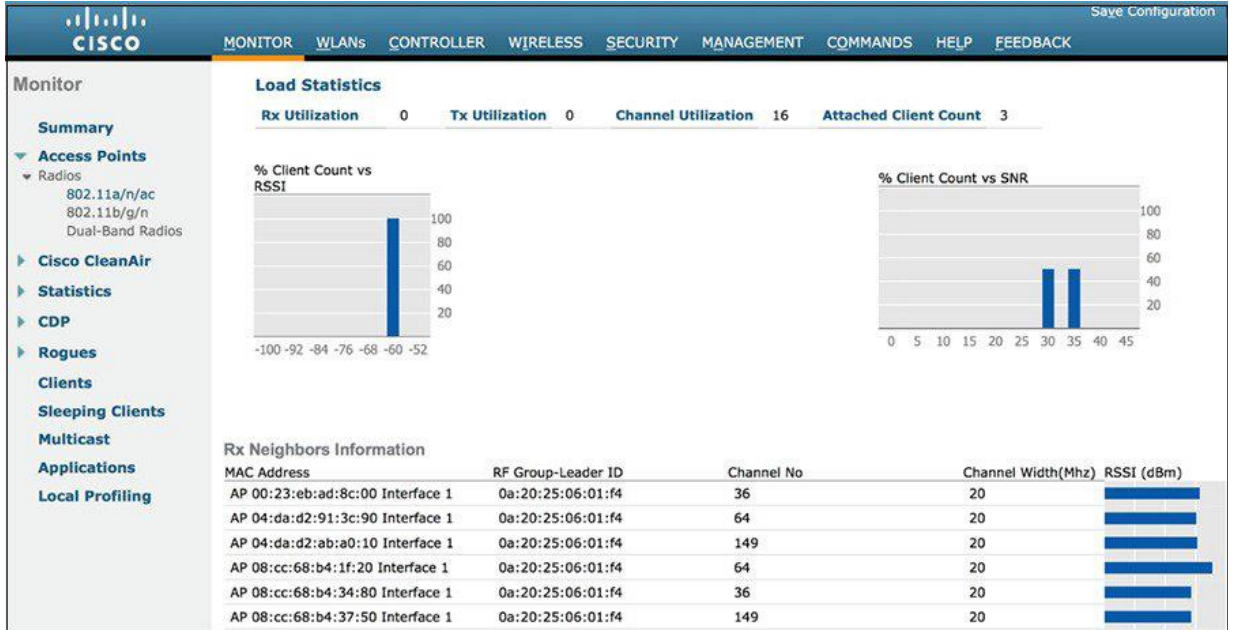 Save Configuration
CISCO
MONITOR WLANs CONTROLLER WIRELESS SECURITY MANAGEMENT COMMANDS HELP FEEDBACK
Monitor
Summary
Access Points
Radios
802.11a/n/ac
802.11b/g/n
Dual-Band Radios
Cisco CleanAir
Statistics
CDP
Rogues
Clients
Sleeping Clients
Multicast
Applications
Local Profiling
Load Statistics
Rx Utilization 0 Tx Utilization 0 Channel Utilization 16 Attached Client Count 3
% Client Count vs
RSSI
100
80
60
40
20
-100 -92 -84 -76 -68 -60 -52
% Client Count vs SNR
100
80
60
40
20
0 5 10 15 20 25 30 35 40 45
Rx Neighbors Information
MAC Address RF Group-Leader ID Channel No Channel Width(Mhz) RSSI (dBm)
AP 00:23:eb:ad:8c:00 Interface 1 0a:20:25:06:01:f4 36 20
AP 04:da:d2:91:3c:90 Interface 1 0a:20:25:06:01:f4 64 20
AP 04:da:d2:ab:a0:10 Interface 1 0a:20:25:06:01:f4 149 20
AP 08:cc:68:b4:1f:20 Interface 1 0a:20:25:06:01:f4 64 20
AP 08:cc:68:b4:34:80 Interface 1 0a:20:25:06:01:f4 36 20
AP 08:cc:68:b4:37:50 Interface 1 0a:20:25:06:01:f4 149 20